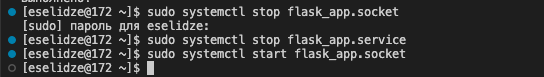 [eselidze@172 ~]$ sudo systemctl stop flask_app.socket
[sudo] пароль для eselidze:
[eselidze@172 ~]$ sudo systemctl stop flask_app.service
[eselidze@172 ~]$ sudo systemctl start flask_app.socket
[eselidze@172 ~]$